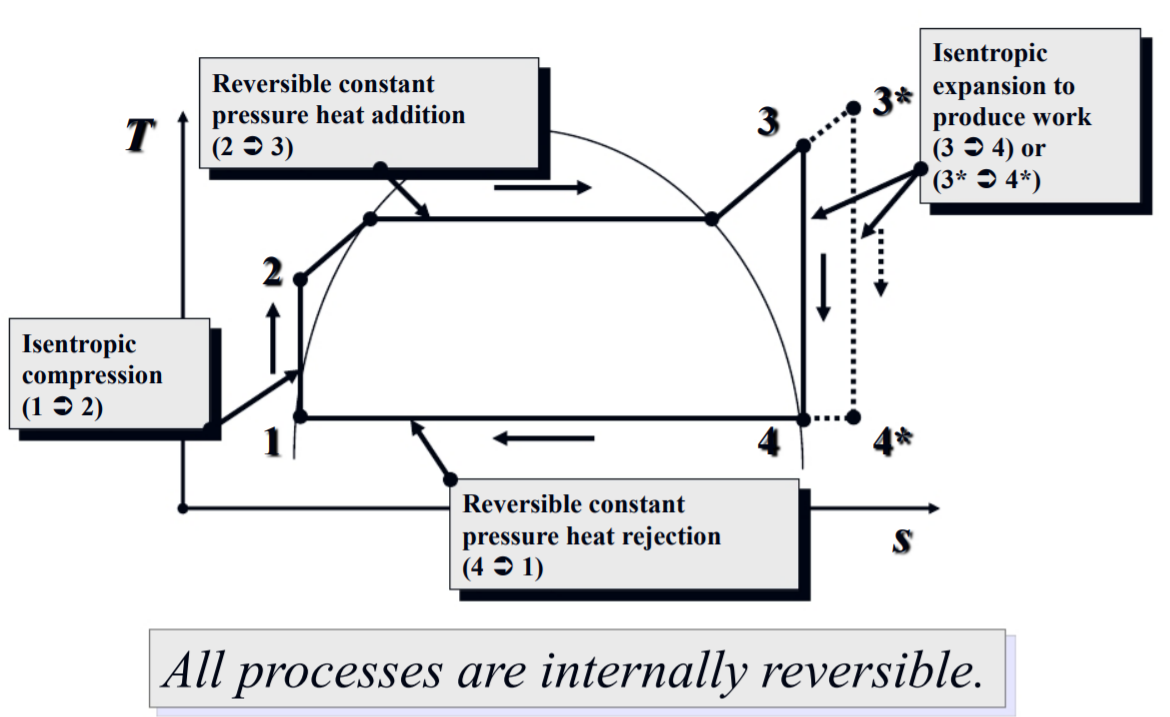 Reversible constant
pressure heat addition
(2 ➲ 3)
Isentropic
expansion to
produce work
(3 ➲ 4) or
(3* ➲ 4*)
T
3
3*
2
Isentropic
compression
(1 ➲ 2)
1
4
4*
Reversible constant
pressure heat rejection
(4 ➲ 1)
s
All processes are internally reversible.